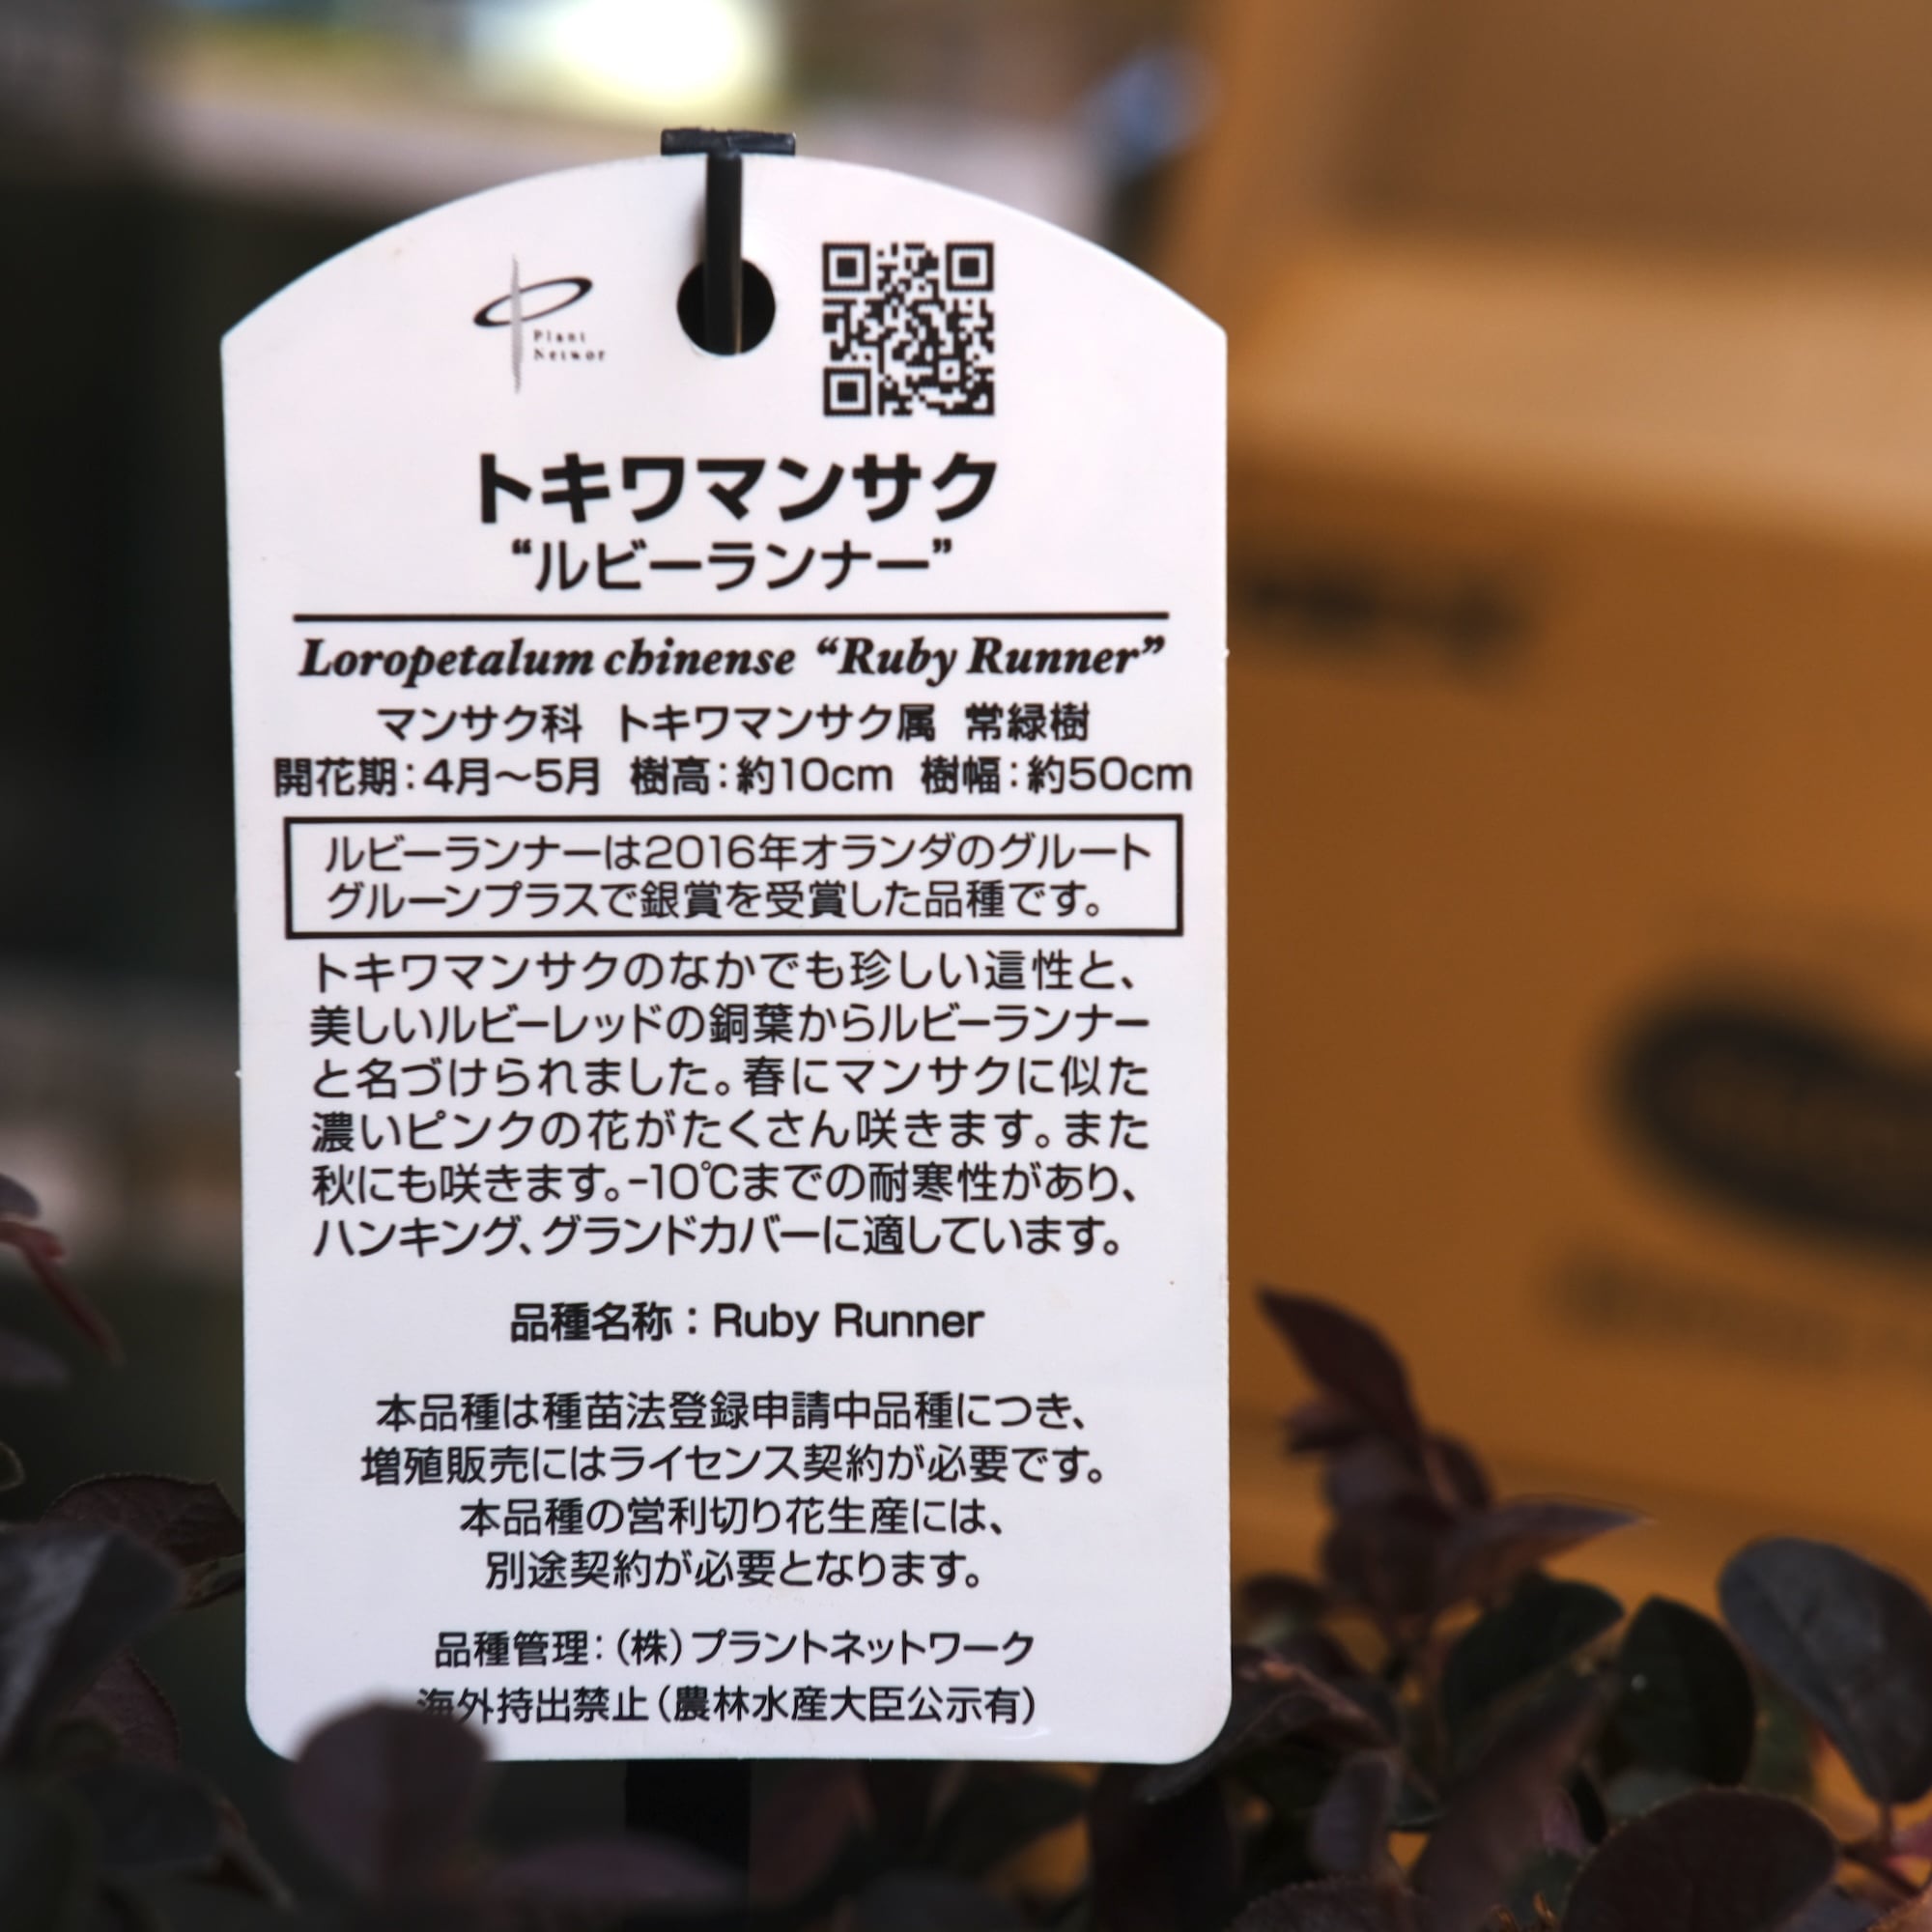 Plant
Networ
トキワマンサク
“ルビーランナー”
Loropetalum chinense “Ruby Runner”
マンサク科 トキワマンサク属 常緑樹
開花期：4月〜5月 樹高：約10cm 樹幅：約50cm
ルビーランナーは2016年オランダのグルート
グルーンプラスで銀賞を受賞した品種です。
トキワマンサクのなかでも珍しい這性と、
美しいルビーレッドの銅葉からルビーランナー
と名づけられました。春にマンサクに似た
濃いピンクの花がたくさん咲きます。また
秋にも咲きます。-10℃までの耐寒性があり、
ハンキング、グランドカバーに適しています。
品種名称：Ruby Runner
本品種は種苗法登録申請中品種につき、
増殖販売にはライセンス契約が必要です。
本品種の営利切り花生産には、
別途契約が必要となります。
品種管理：（株）プラントネットワーク
海外持出禁止（農林水産大臣公示有）